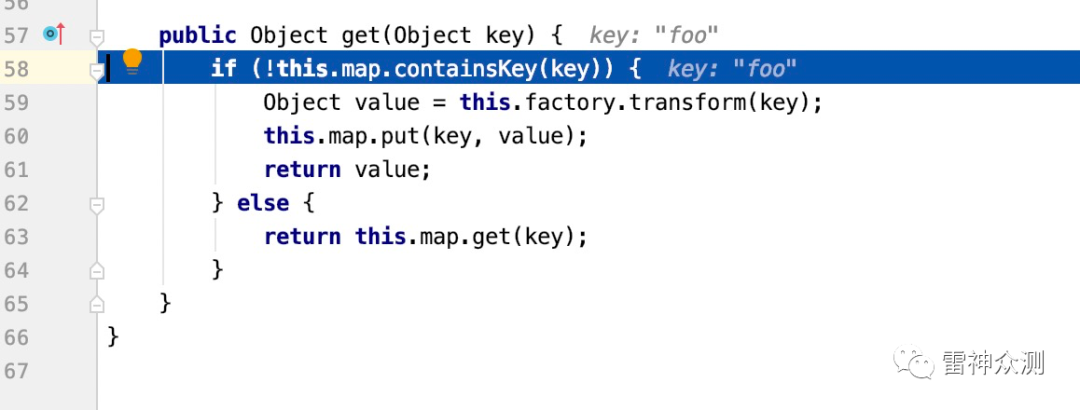 56
57 public Object get(Object key) { key: "foo"
58 if (!this.map.containsKey(key)) { key: "foo"
59 Object value = this.factory.transform(key);
60 this.map.put(key, value);
61 return value;
62 } else {
63 return this.map.get(key);
64 }
65 }
66 }
67
雷神众测